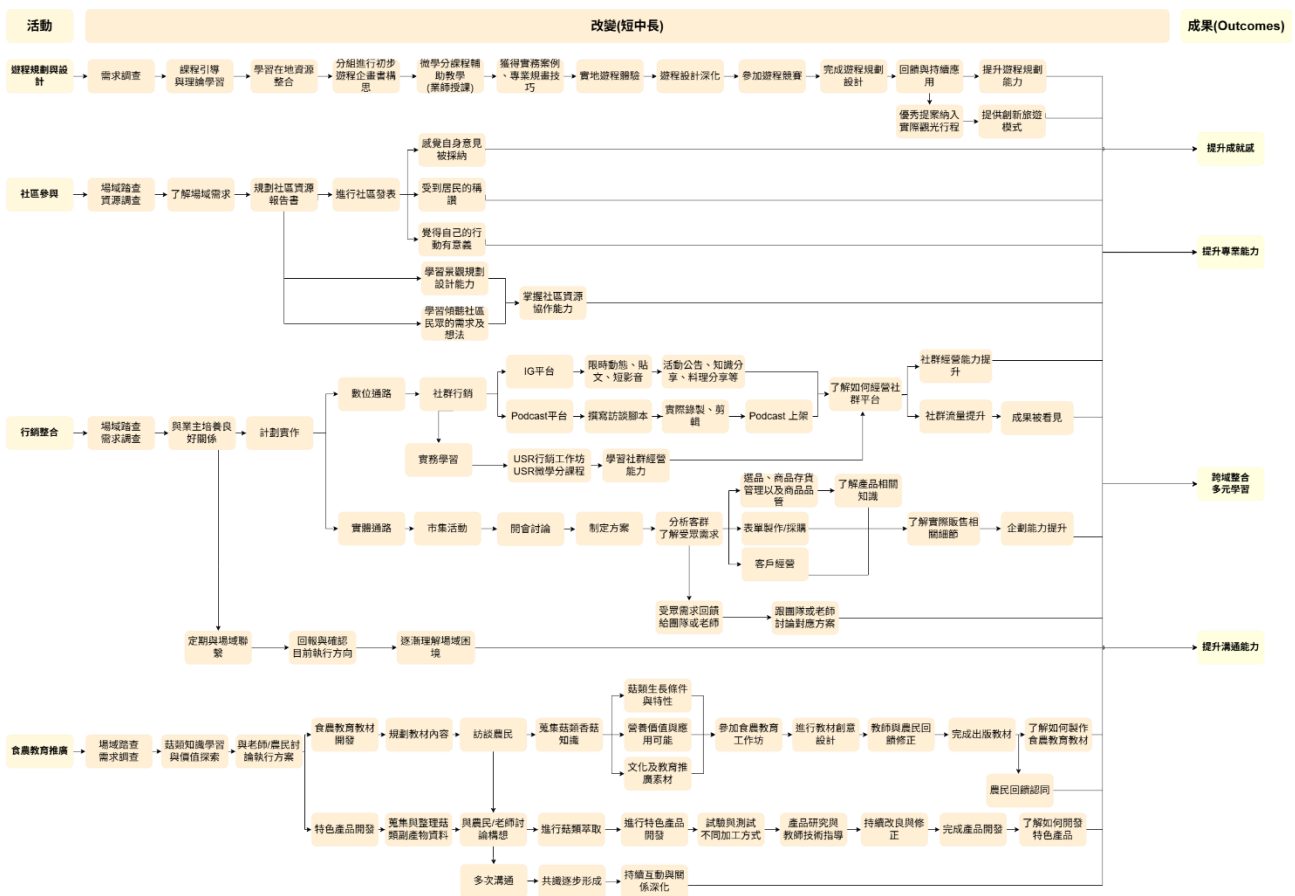 活動
改變(短中長)
成果(Outcomes)
遊程規劃與設
計
需求調查
課程引導
與理論學習
學習在地資源
整合
分組進行初步
遊程企畫書構
思
微學分課程輔
助教學
(業師授課)
獲得實務案例
、專業規畫技
巧
實地遊程體驗
遊程設計深化
參加遊程競賽
完成遊程規劃
設計
回饋與持續應
用
提升遊程規劃
能力
優秀提案納入
實際觀光行程
提供創新旅遊
模式
感覺自身意見
被採納
提升成就感
社區參與
場域踏查
資源調查
了解場域需求
規劃社區資源
報告書
進行社區發表
受到居民的稱
讚
覺得自己的行
動有意義
提升專業能力
學習景觀規劃
設計能力
學習傾聽社區
民眾的需求及
想法
掌握社區資源
協作能力
行銷整合
場域踏查
需求調查
與業主培養良
好關係
計劃實作
數位通路
社群行銷
IG平台
限時動態、貼
文、短影音
活動公告、知識分
享、料理分享等
Podcast平台
撰寫訪談腳本
實際錄製、剪
輯
Podcast 上架
了解如何經營社
群平台
社群經營能力提
升
社群流量提升
成果被看見
實務學習
USR行銷工作坊
USR微學分課程
學習社群經營
能力
跨域整合
多元學習
實體通路
市集活動
開會討論
制定方案
分析客群
了解受眾需求
選品、商品存貨
管理以及商品品
管
了解產品相關
知識
表單製作/採購
客戶經營
了解實際販售相
關細節
企劃能力提升
受眾需求回饋
給團隊或老師
跟團隊或老師
討論對應方案
定期與場域聯
繫
回報與確認
目前執行方向
逐漸理解場域困
境
提升溝通能力
食農教育推廣
場域踏查
需求調查
菇類知識學習
與價值探索
與老師/農民討
論執行方案
食農教育教材
開發
規劃教材內容
訪談農民
蒐集菇類香菇
知識
菇類生長條件
與特性
營養價值與應
用可能
文化及教育推
廣素材
參加食農教育
工作坊
進行教材創意
設計
教師與農民回
饋修正
完成出版教材
了解如何製作
食農教育教材
農民回饋認同
特色產品開發
蒐集與整理菇
類副產物資料
與農民/老師討
論構想
進行菇類萃取
進行特色產品
開發
試驗與測試
不同加工方式
產品研究與
教師技術指導
持續改良與修
正
完成產品開發
了解如何開發
特色產品
多次溝通
共識逐步形成
持續互動與關
係深化